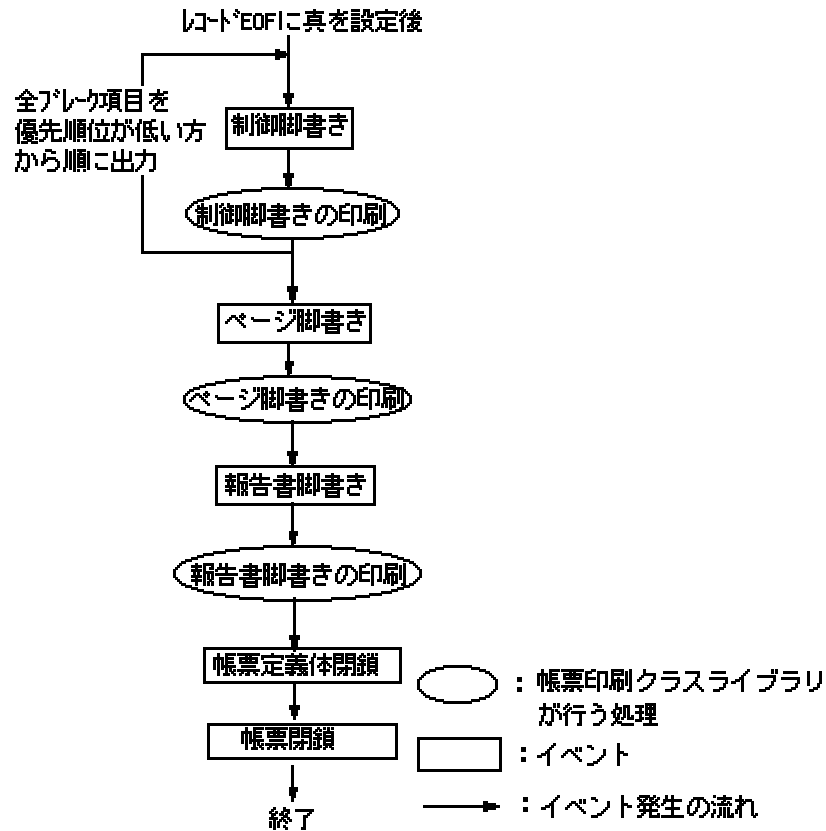 ﾚｺｰﾄﾞEOFに真を設定後
全ﾌﾞﾚｰｸ項目を
優先順位が低い方
から順に出力
制御脚書き
制御脚書きの印刷
ページ脚書き
ページ脚書きの印刷
報告書脚書き
報告書脚書きの印刷
帳票定義体閉鎖
帳票閉鎖
終了
：帳票印刷クラスライブラリ
が行う処理
：イベント
：イベント発生の流れ